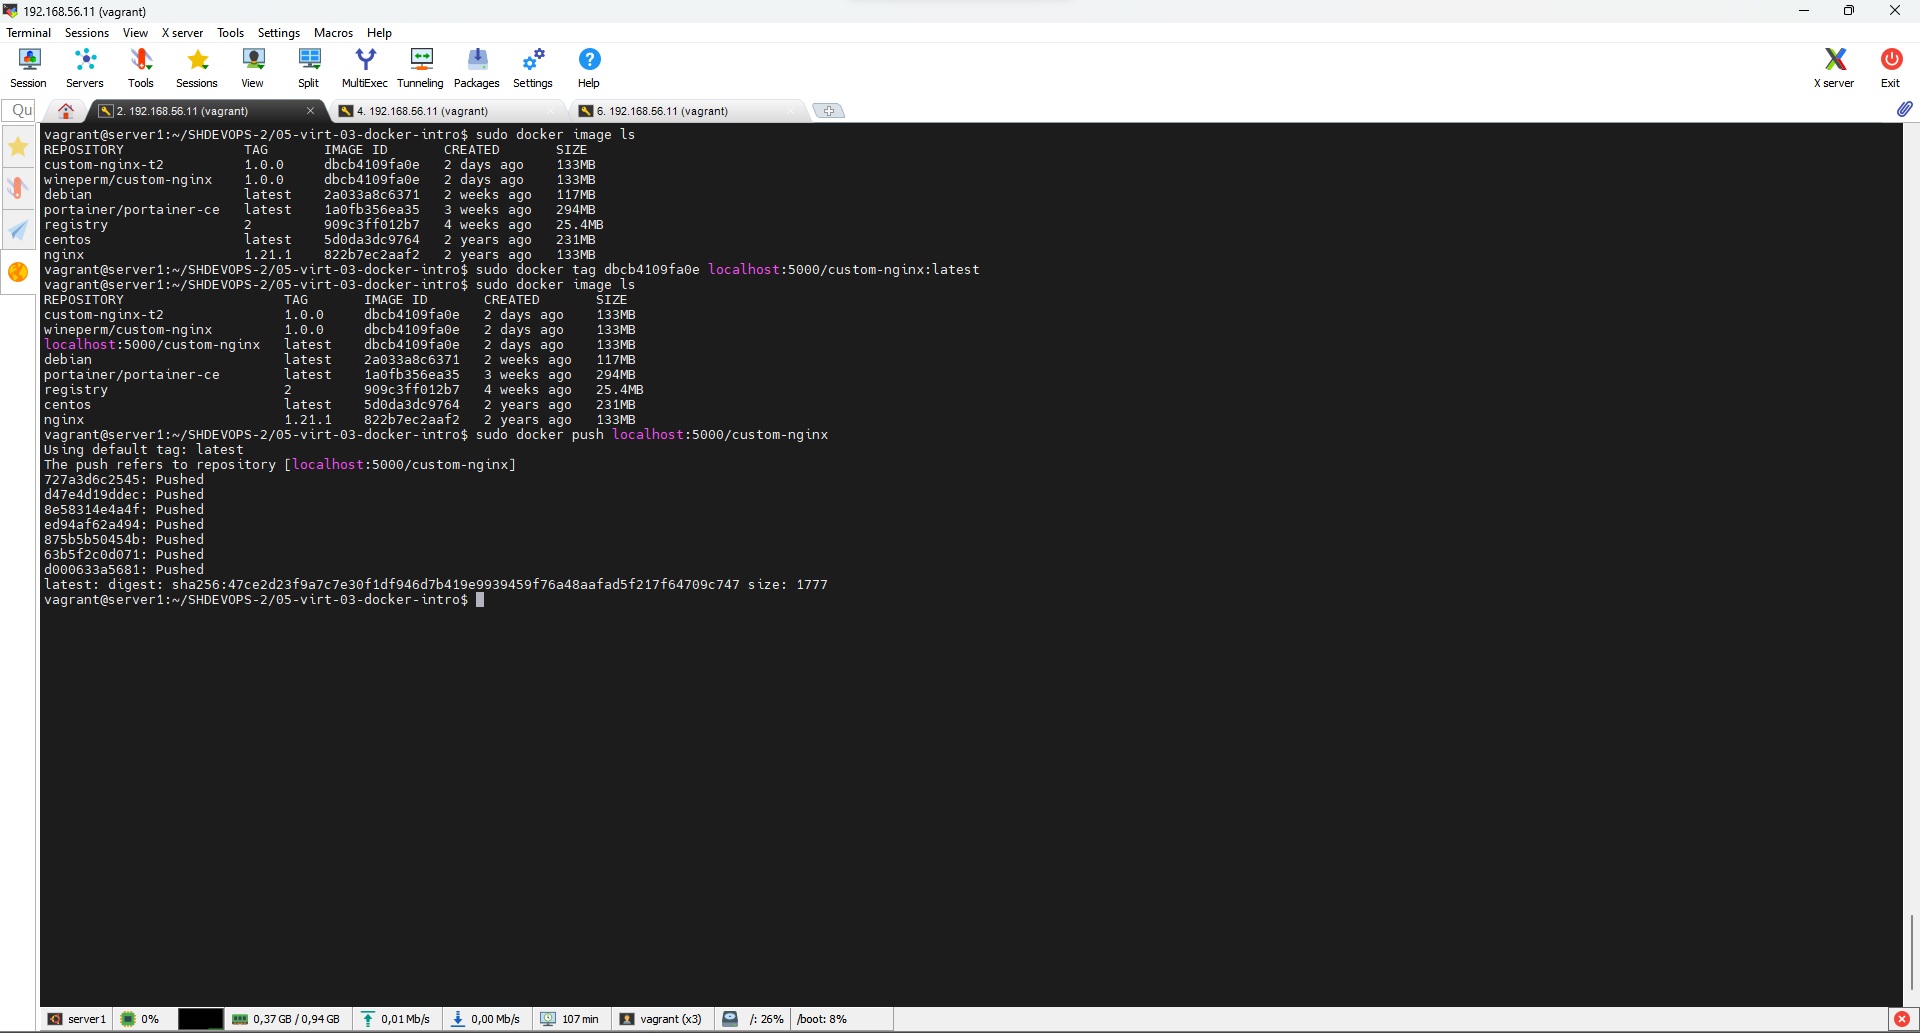 192.168.56.11 (vagrant)
Terminal Sessions View X server Tools Settings Macros Help
Session Servers Tools Sessions View Split MultiExec Tunneling Packages Settings Help X server Exit
Qu 2. 192.168.56.11 (vagrant) 4. 192.168.56.11 (vagrant) 6. 192.168.56.11 (vagrant)
vagrant@server1:~/SHDEVOPS-2/05-virt-03-docker-intro$ sudo docker image ls
REPOSITORY TAG IMAGE ID CREATED SIZE
custom-nginx-t2 1.0.0 dbcb4109fa0e 2 days ago 133MB
wineperm/custom-nginx 1.0.0 dbcb4109fa0e 2 days ago 133MB
debian latest 2a033a8c6371 2 weeks ago 117MB
portainer/portainer-ce latest 1a0fb356ea35 3 weeks ago 294MB
registry 2 909c3ff012b7 4 weeks ago 25.4MB
centos latest 5d0da3dc9764 2 years ago 231MB
nginx 1.21.1 822b7ec2aaf2 2 years ago 133MB
vagrant@server1:~/SHDEVOPS-2/05-virt-03-docker-intro$ sudo docker tag dbcb4109fa0e localhost:5000/custom-nginx:latest
vagrant@server1:~/SHDEVOPS-2/05-virt-03-docker-intro$ sudo docker image ls
REPOSITORY TAG IMAGE ID CREATED SIZE
custom-nginx-t2 1.0.0 dbcb4109fa0e 2 days ago 133MB
wineperm/custom-nginx 1.0.0 dbcb4109fa0e 2 days ago 133MB
localhost:5000/custom-nginx latest dbcb4109fa0e 2 days ago 133MB
debian latest 2a033a8c6371 2 weeks ago 117MB
portainer/portainer-ce latest 1a0fb356ea35 3 weeks ago 294MB
registry 2 909c3ff012b7 4 weeks ago 25.4MB
centos latest 5d0da3dc9764 2 years ago 231MB
nginx 1.21.1 822b7ec2aaf2 2 years ago 133MB
vagrant@server1:~/SHDEVOPS-2/05-virt-03-docker-intro$ sudo docker push localhost:5000/custom-nginx
Using default tag: latest
The push refers to repository [localhost:5000/custom-nginx]
727a3d6c2545: Pushed
d47e4d19ddec: Pushed
8e58314e4a4f: Pushed
ed94af62a494: Pushed
875b5b50454b: Pushed
63b5f2c0d071: Pushed
d000633a5681: Pushed
latest: digest: sha256:47ce2d23f9a7c7e30f1df946d7b419e9939459f76a48aafad5f217f64709c747 size: 1777
vagrant@server1:~/SHDEVOPS-2/05-virt-03-docker-intro$
server1 0% 0,37 GB / 0,94 GB 0,01 Mb/s 0,00 Mb/s 107 min vagrant (x3) /: 26% /boot: 8%